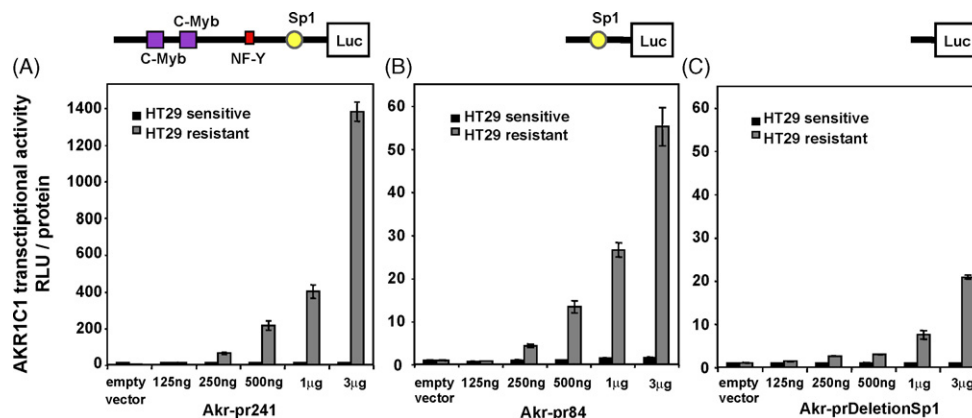 C-Myb
Sp1
C-Myb
NF-Y
Luc
Sp1
Luc
Luc
(A)
(B)
(C)
AKR1C1 transctiptional activity
RLU / protein
1400
1200
1000
800
600
400
200
0
HT29 sensitive
HT29 resistant
empty vector
125ng
250ng
500ng
1µg
3µg
Akr-pr241
60
50
40
30
20
10
0
HT29 sensitive
HT29 resistant
empty vector
125ng
250ng
500ng
1µg
3µg
Akr-pr84
60
50
40
30
20
10
0
HT29 sensitive
HT29 resistant
empty vector
125ng
250ng
500ng
1µg
3µg
Akr-prDeletionSp1